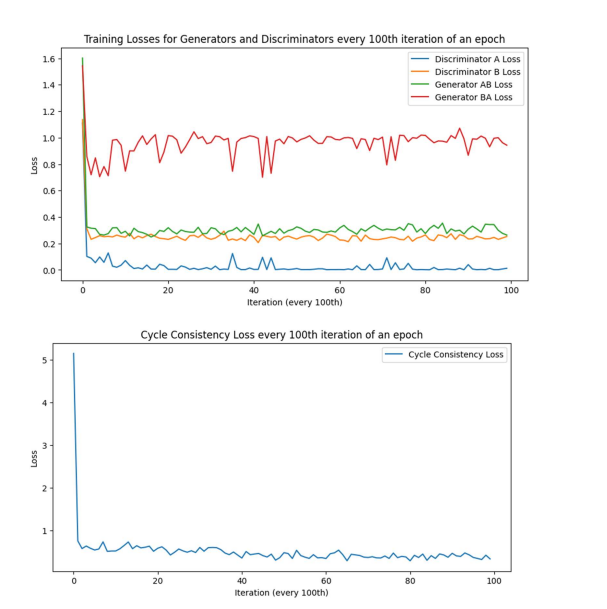 Training Losses for Generators and Discriminators every 100th iteration of an epoch
Discriminator A Loss
Discriminator B Loss
Generator AB Loss
Generator BA Loss
1.6
1.4
1.2
1.0
0.8
0.6
0.4
0.2
0.0
Loss
0 20 40 60 80 100
Iteration (every 100th)
Cycle Consistency Loss every 100th iteration of an epoch
Cycle Consistency Loss
5
4
3
2
1
Loss
0 20 40 60 80 100
Iteration (every 100th)